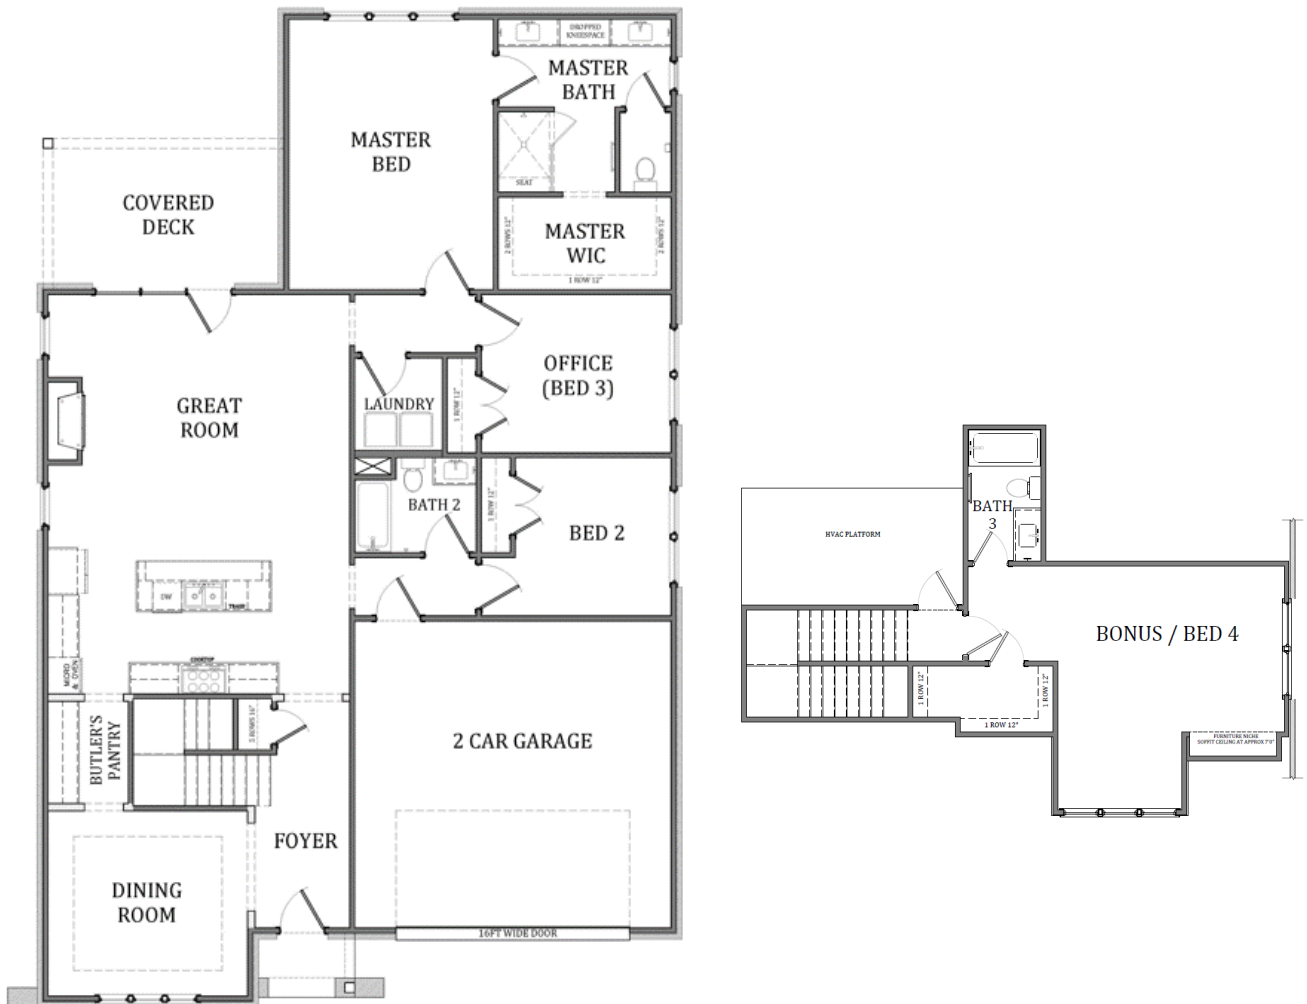 DROPPED
KNEESPACE
MASTER
BATH
MASTER
BED
SEAT
COVERED
DECK
2 ROWS 12"
MASTER
WIC
2 ROWS 12"
1 ROW 12"
OFFICE
(BED 3)
GREAT
ROOM
LAUNDRY
1 ROW 12"
BATH 2
1 ROW 12"
BED 2
DW
TRASH
COOKTOP
MICRO
& OVEN
BUTLER'S
PANTRY
5 ROWS 16"
2 CAR GARAGE
FOYER
DINING
ROOM
16FT WIDE DOOR
BATH
3
HVAC PLATFORM
BONUS / BED 4
1 ROW 12"
1 ROW 12"
1 ROW 12"
FURNITURE NICHE
SOFFIT CEILING AT APPROX 7'0"